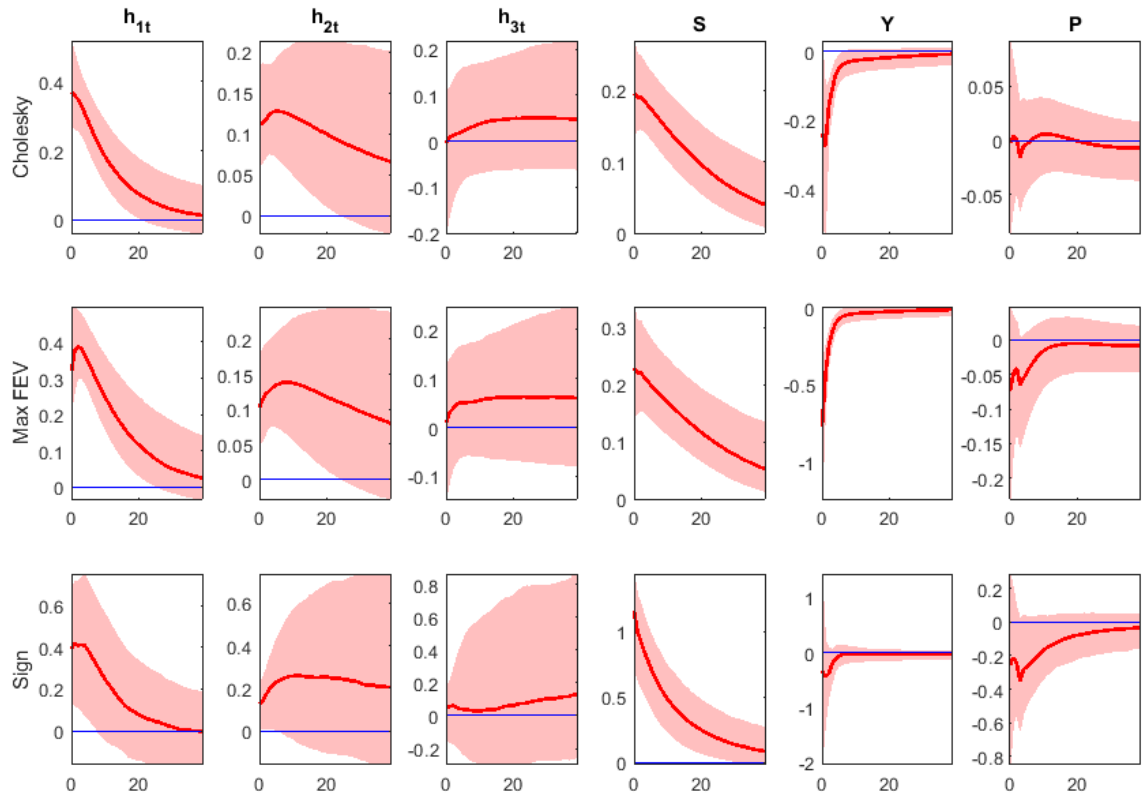 h1t h2t h3t S Y P
Cholesky
0.4 0.2 0.2 0.2 0 0.05
0.15 0.1 -0.2
0.2 0.1 0 0.1 0
0.05 -0.1 -0.4 -0.05
0 0 -0.2 0
0 20 0 20 0 20 0 20 0 20 0 20
Max FEV
0.4 0.2 0.2 0.3 0 0
0.3 0.15 0.1 0.2 -0.5 -0.05
0.2 0.1 -0.1
0.1 0.05 0 0.1 -1 -0.15
0 0 -0.1 0 -0.2
0 20 0 20 0 20 0 20 0 20 0 20
Sign
0.6 0.6 0.8 1 1 0.2
0.4 0.4 0.6 0 0
0.2 0.2 0.4 0.5 -1 -0.2
0 0 0.2 -0.4
0 -0.6
-0.2 0 -2 -0.8
0 20 0 20 0 20 0 20 0 20 0 20